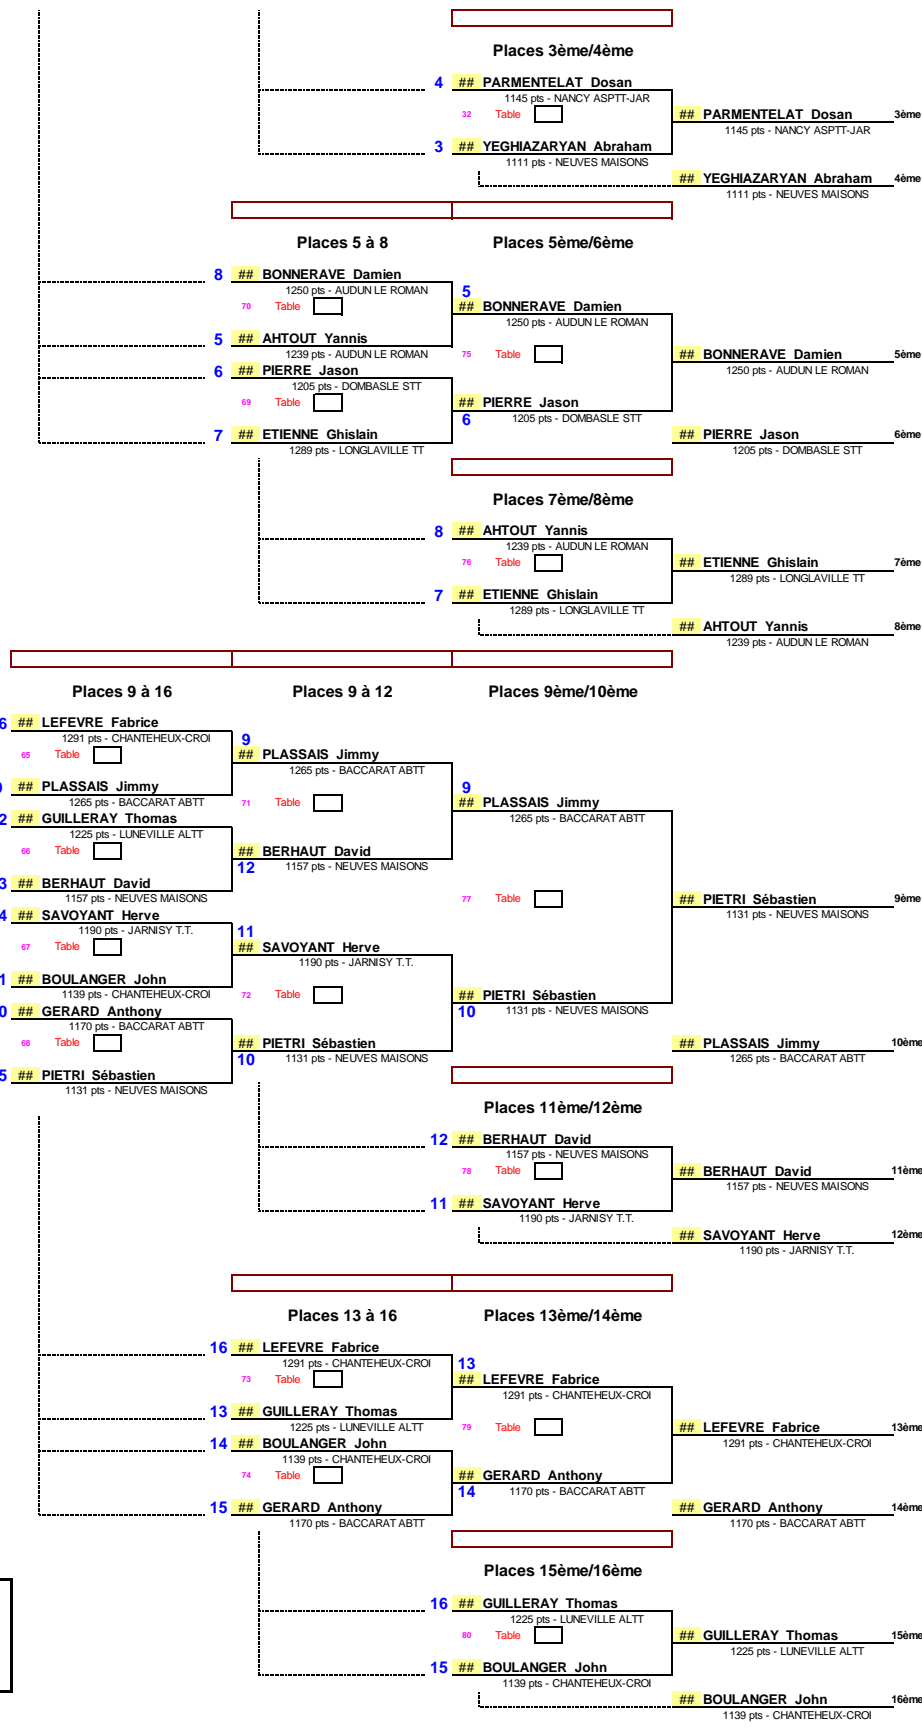 Places 3ème/4ème
4 ## PARMENTELAT Dosan
1145 pts - NANCY ASPTT-JAR
32 Table ## PARMENTELAT Dosan 3ème
1145 pts - NANCY ASPTT-JAR
3 ## YEGHIAZARYAN Abraham
1111 pts - NEUVES MAISONS
## YEGHIAZARYAN Abraham 4ème
1111 pts - NEUVES MAISONS
Places 5 à 8 Places 5ème/6ème
8 ## BONNERAVE Damien
1250 pts - AUDUN LE ROMAN 5
70 Table ## BONNERAVE Damien
1250 pts - AUDUN LE ROMAN
5 ## AHTOUT Yannis
1239 pts - AUDUN LE ROMAN 75 Table ## BONNERAVE Damien 5ème
6 ## PIERRE Jason 1250 pts - AUDUN LE ROMAN
1205 pts - DOMBASLE STT
69 Table ## PIERRE Jason
6 1205 pts - DOMBASLE STT
7 ## ETIENNE Ghislain ## PIERRE Jason 6ème
1289 pts - LONGLAVILLE TT 1205 pts - DOMBASLE STT
Places 7ème/8ème
8 ## AHTOUT Yannis
1239 pts - AUDUN LE ROMAN
76 Table ## ETIENNE Ghislain 7ème
1289 pts - LONGLAVILLE TT
7 ## ETIENNE Ghislain
1289 pts - LONGLAVILLE TT
## AHTOUT Yannis 8ème
1239 pts - AUDUN LE ROMAN
Places 9 à 16 Places 9 à 12 Places 9ème/10ème
6 ## LEFEVRE Fabrice
1291 pts - CHANTEHEUX-CROI 9
65 Table ## PLASSAIS Jimmy
1265 pts - BACCARAT ABTT
## PLASSAIS Jimmy 9
1265 pts - BACCARAT ABTT 71 Table ## PLASSAIS Jimmy
2 ## GUILLERAY Thomas 1265 pts - BACCARAT ABTT
1225 pts - LUNEVILLE ALTT
66 Table ## BERHAUT David
12 1157 pts - NEUVES MAISONS
3 ## BERHAUT David
1157 pts - NEUVES MAISONS 77 Table ## PIETRI Sébastien 9ème
4 ## SAVOYANT Herve 1131 pts - NEUVES MAISONS
1190 pts - JARNISY T.T. 11
67 Table ## SAVOYANT Herve
1190 pts - JARNISY T.T.
1 ## BOULANGER John
1139 pts - CHANTEHEUX-CROI 72 Table ## PIETRI Sébastien
0 ## GERARD Anthony 10 1131 pts - NEUVES MAISONS
1170 pts - BACCARAT ABTT
68 Table ## PIETRI Sébastien ## PLASSAIS Jimmy 10ème
10 1131 pts - NEUVES MAISONS 1265 pts - BACCARAT ABTT
5 ## PIETRI Sébastien
1131 pts - NEUVES MAISONS
Places 11ème/12ème
12 ## BERHAUT David
1157 pts - NEUVES MAISONS
78 Table ## BERHAUT David 11ème
1157 pts - NEUVES MAISONS
11 ## SAVOYANT Herve
1190 pts - JARNISY T.T.
## SAVOYANT Herve 12ème
1190 pts - JARNISY T.T.
Places 13 à 16 Places 13ème/14ème
16 ## LEFEVRE Fabrice
1291 pts - CHANTEHEUX-CROI 13
73 Table ## LEFEVRE Fabrice
1291 pts - CHANTEHEUX-CROI
13 ## GUILLERAY Thomas
1225 pts - LUNEVILLE ALTT 79 Table ## LEFEVRE Fabrice 13ème
14 ## BOULANGER John 1291 pts - CHANTEHEUX-CROI
1139 pts - CHANTEHEUX-CROI
74 Table ## GERARD Anthony
14 1170 pts - BACCARAT ABTT
15 ## GERARD Anthony ## GERARD Anthony 14ème
1170 pts - BACCARAT ABTT 1170 pts - BACCARAT ABTT
Places 15ème/16ème
16 ## GUILLERAY Thomas
1225 pts - LUNEVILLE ALTT
80 Table ## GUILLERAY Thomas 15ème
1225 pts - LUNEVILLE ALTT
15 ## BOULANGER John
1139 pts - CHANTEHEUX-CROI
## BOULANGER John 16ème
1139 pts - CHANTEHEUX-CROI